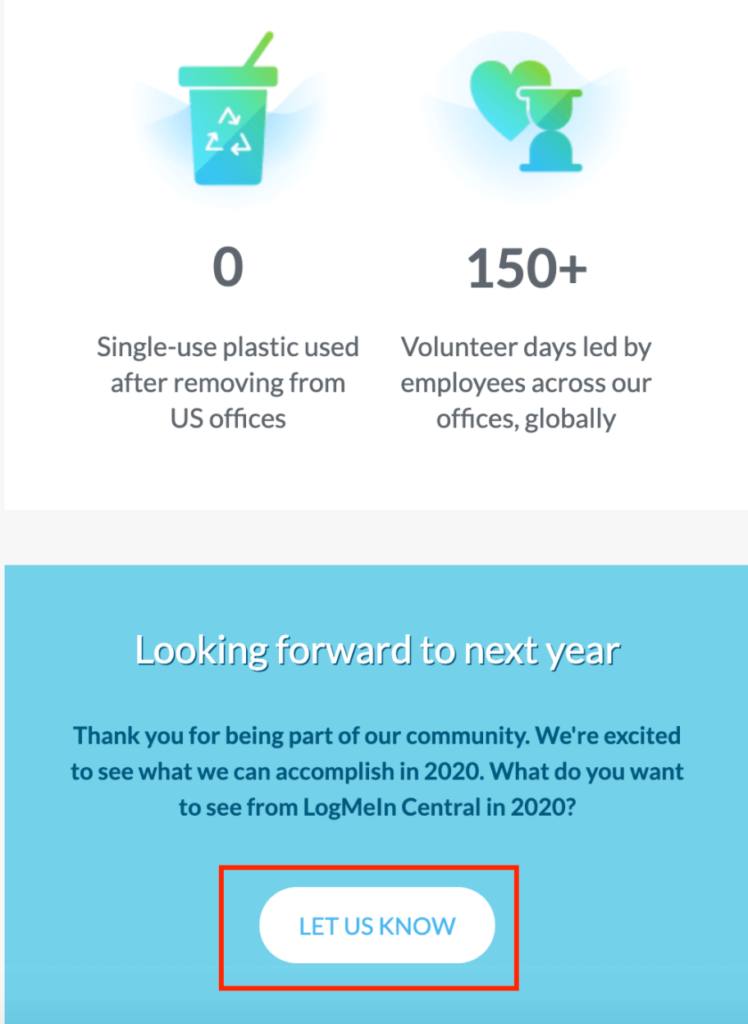 0
Single-use plastic used
after removing from
US offices
150+
Volunteer days led by
employees across our
offices, globally
Looking forward to next year
Thank you for being part of our community. We're excited
to see what we can accomplish in 2020. What do you want
to see from LogMeIn Central in 2020?
LET US KNOW